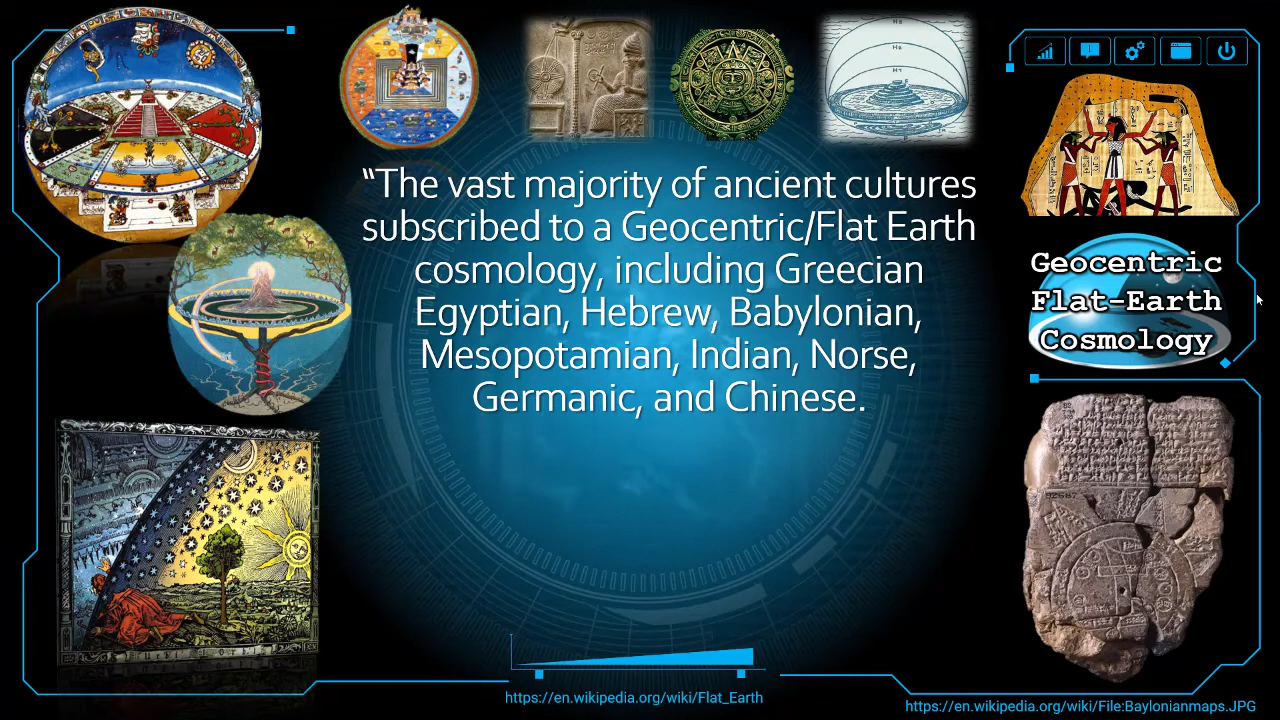 “The vast majority of ancient cultures
subscribed to a Geocentric/Flat Earth
cosmology, including Greecian
Egyptian, Hebrew, Babylonian,
Mesopotamian, Indian, Norse,
Germanic, and Chinese.
Geocentric
Flat-Earth
Cosmology
92687
https://en.wikipedia.org/wiki/Flat_Earth
https://en.wikipedia.org/wiki/File:Baylonianmaps.JPG